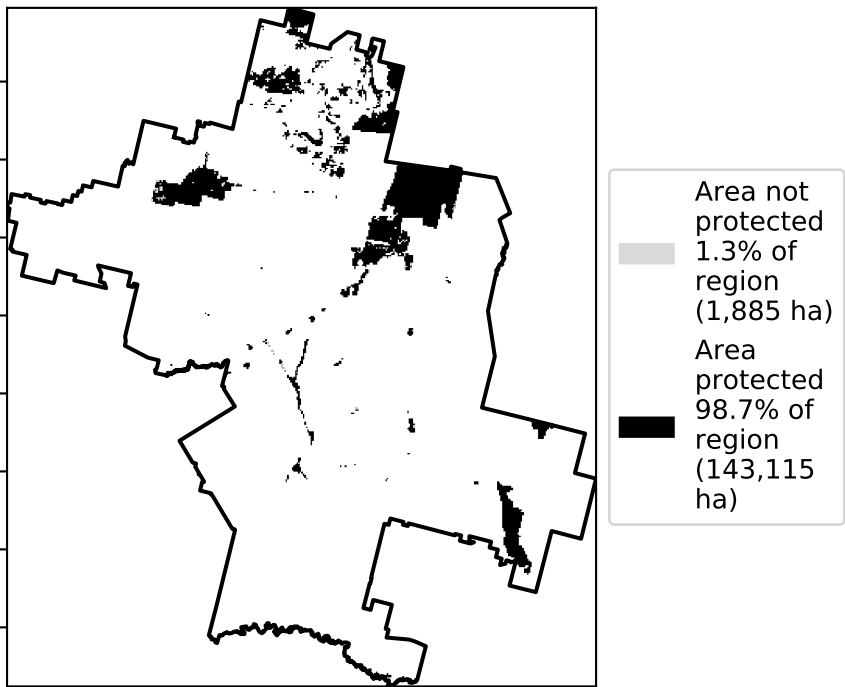 Area not
protected
1.3% of
region
(1,885 ha)
Area
protected
98.7% of
region
(143,115
ha)